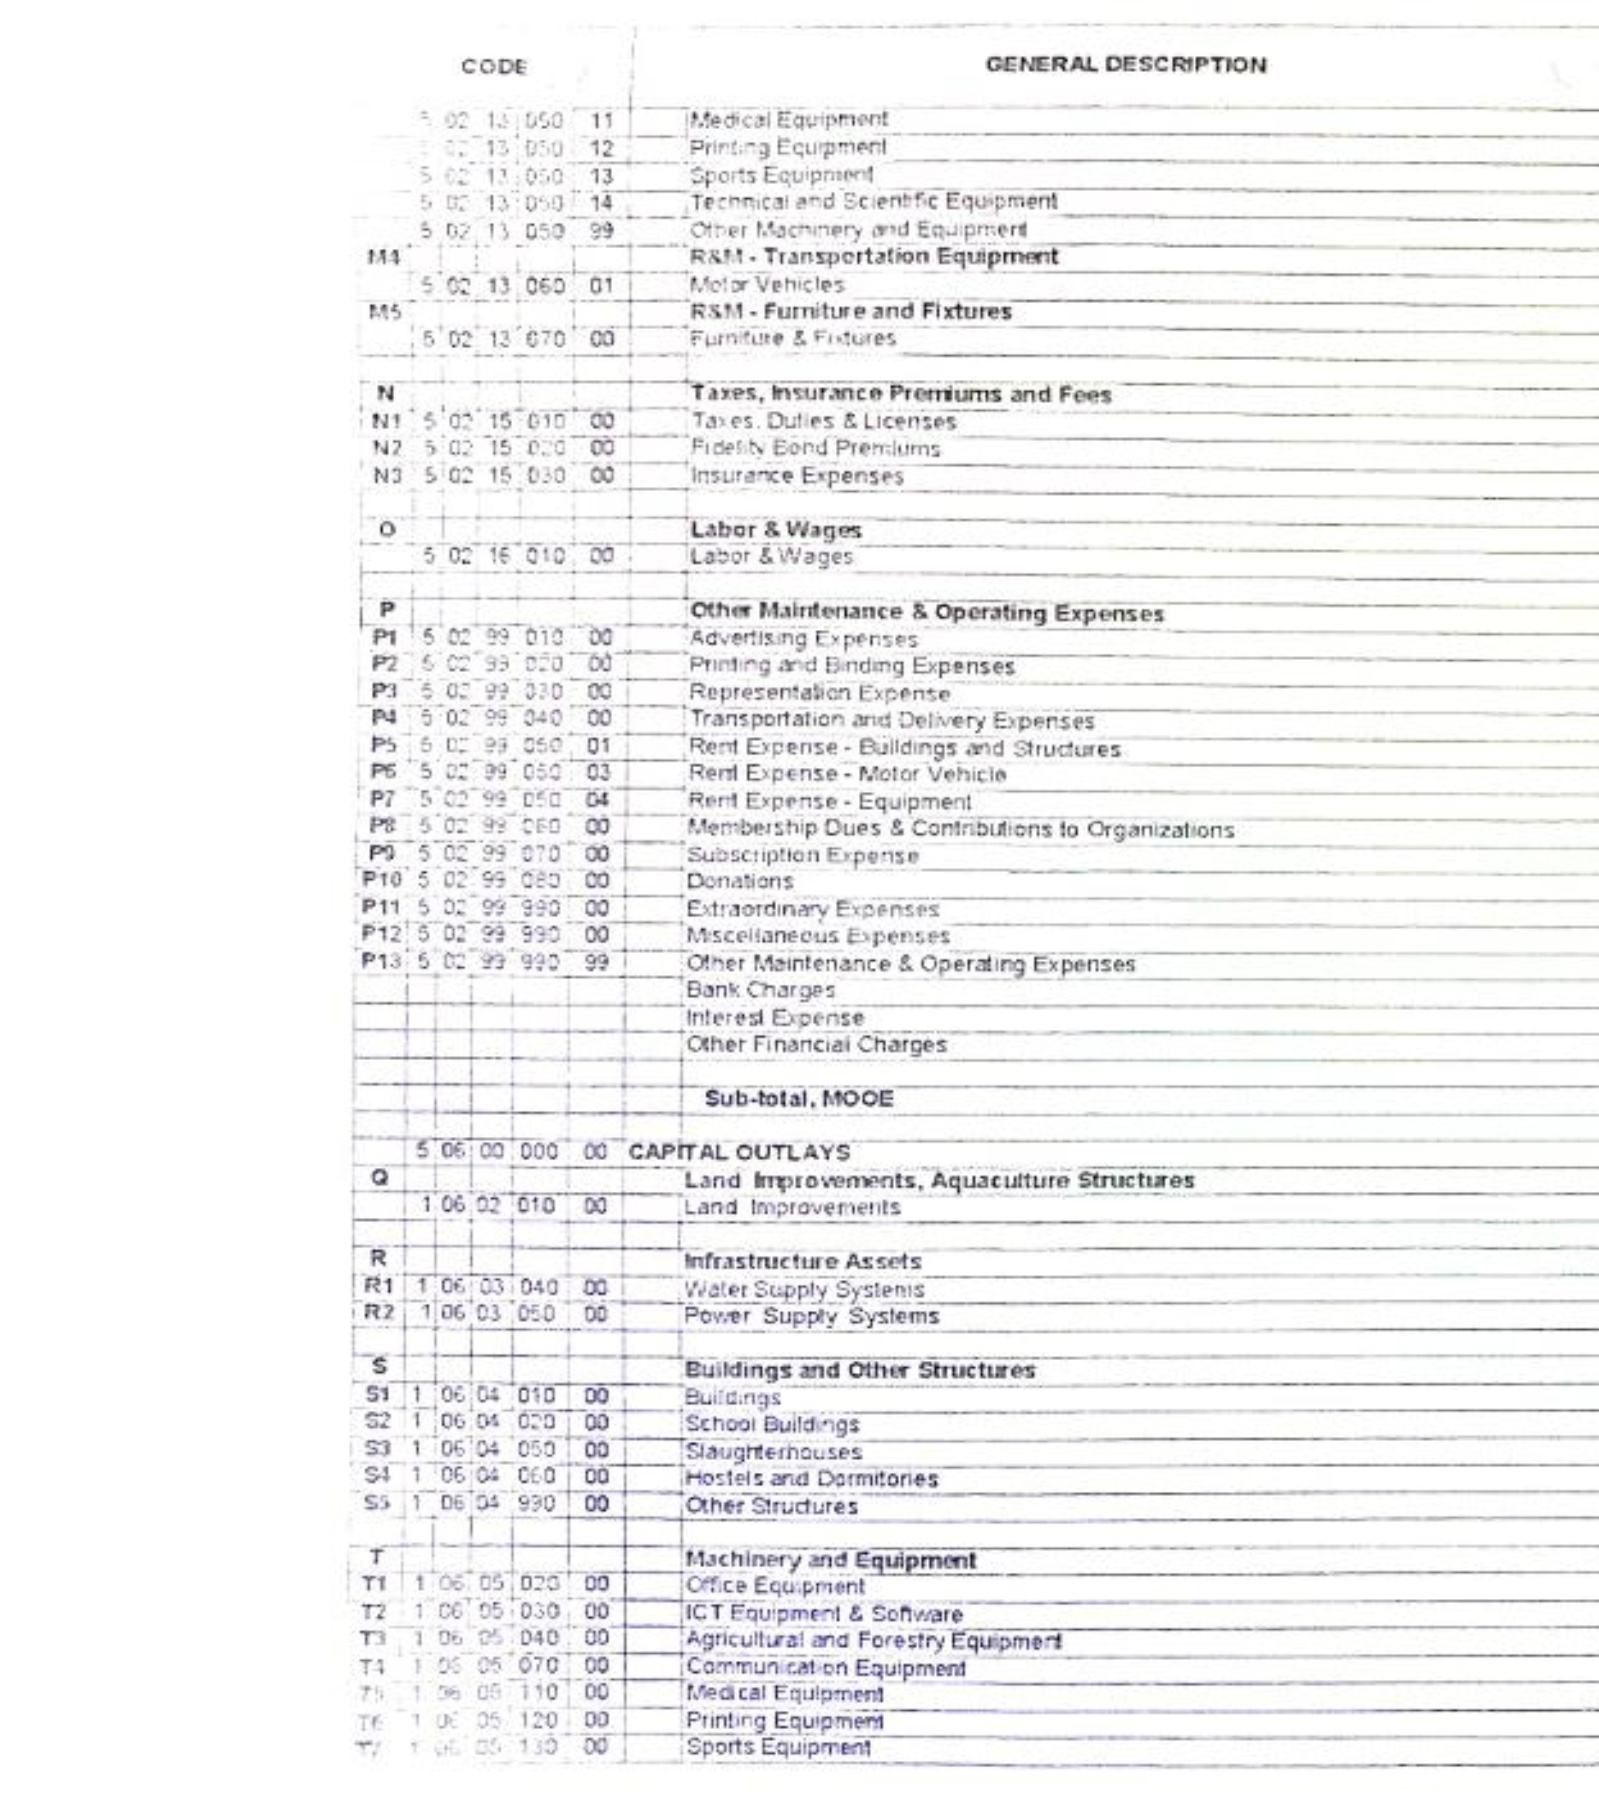 CODE GENERAL DESCRIPTION
5 02 13 050 11 Medical Equipment
02 13 050 12 Printing Equipment
5 02 13 050 13 Sports Equipment
5 02 13 050 14 Technical and Scientific Equipment
5 02 13 050 99 Other Machinery and Equipment
M4 R&M - Transportation Equipment
5 02 13 060 01 Motor Vehicles
M5 R&M - Furniture and Fixtures
5 02 13 070 00 Furniture & Fixtures
N Taxes, Insurance Premiums and Fees
N1 5 02 15 010 00 Taxes, Duties & Licenses
N2 5 02 15 020 00 Fidelity Bond Premiums
N3 5 02 15 030 00 Insurance Expenses
O Labor & Wages
5 02 16 010 00 Labor & Wages
P Other Maintenance & Operating Expenses
P1 5 02 99 010 00 Advertising Expenses
P2 5 02 99 020 00 Printing and Binding Expenses
P3 5 02 99 030 00 Representation Expense
P4 5 02 99 040 00 Transportation and Delivery Expenses
P5 5 02 99 050 01 Rent Expense - Buildings and Structures
P6 5 02 99 050 03 Rent Expense - Motor Vehicle
P7 5 02 99 050 04 Rent Expense - Equipment
P8 5 02 99 060 00 Membership Dues & Contributions to Organizations
P9 5 02 99 070 00 Subscription Expense
P10 5 02 99 080 00 Donations
P11 5 02 99 990 00 Extraordinary Expenses
P12 5 02 99 990 00 Miscellaneous Expenses
P13 5 02 99 990 99 Other Maintenance & Operating Expenses
Bank Charges
Interest Expense
Other Financial Charges
Sub-total, MOOE
5 06 00 000 00 CAPITAL OUTLAYS
Q Land Improvements, Aquaculture Structures
1 06 02 010 00 Land Improvements
R Infrastructure Assets
R1 1 06 03 040 00 Water Supply Systems
R2 1 06 03 050 00 Power Supply Systems
S Buildings and Other Structures
S1 1 06 04 010 00 Buildings
S2 1 06 04 020 00 School Buildings
S3 1 06 04 050 00 Slaughterhouses
S4 1 06 04 060 00 Hostels and Dormitories
S5 1 06 04 990 00 Other Structures
T Machinery and Equipment
T1 1 06 05 020 00 Office Equipment
T2 1 06 05 030 00 ICT Equipment & Software
T3 1 06 05 040 00 Agricultural and Forestry Equipment
T4 1 06 05 070 00 Communication Equipment
T5 1 06 05 110 00 Medical Equipment
T6 1 06 05 120 00 Printing Equipment
T7 1 06 05 130 00 Sports Equipment